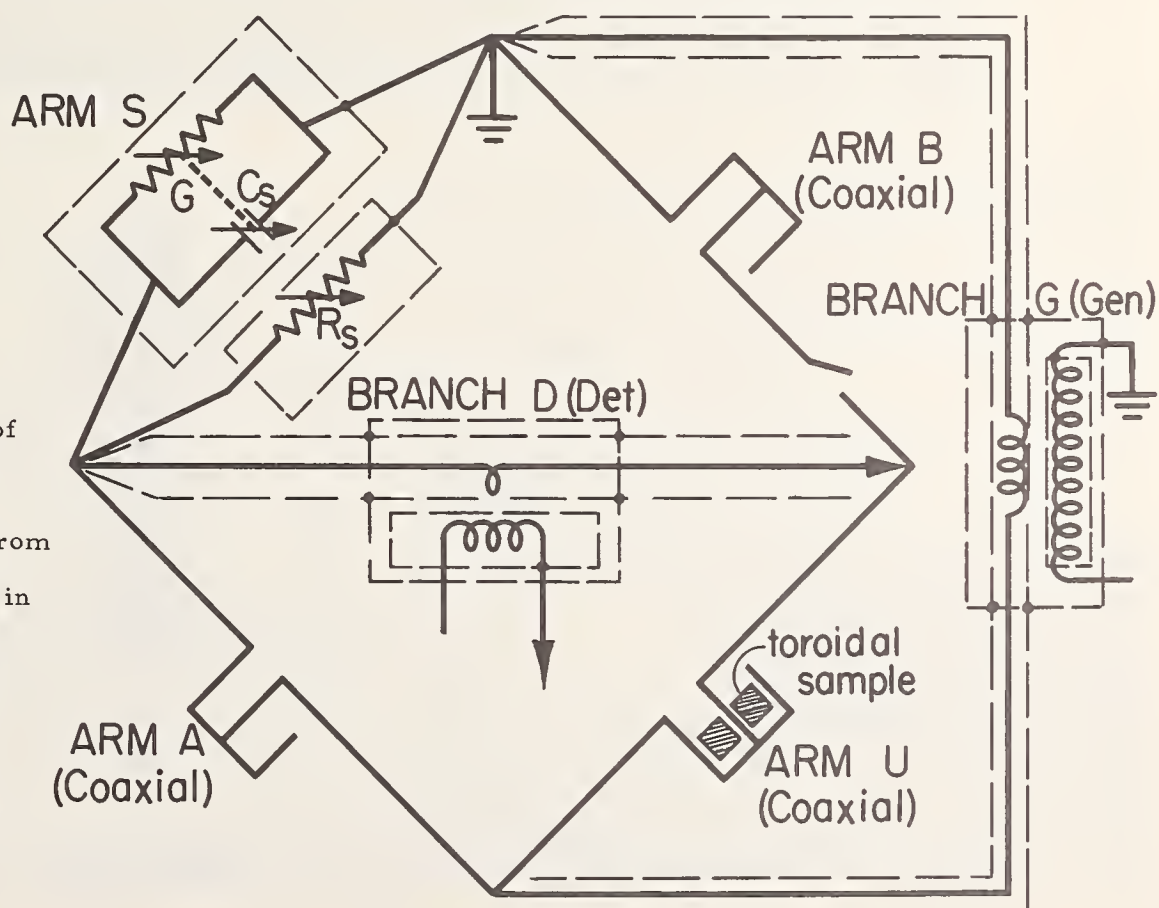 ARM S
G
Cs
Rs
ARM B
(Coaxial)
BRANCH G (Gen)
BRANCH D (Det)
of
rom
in
toroidal
sample
ARM A
(Coaxial)
ARM U
(Coaxial)